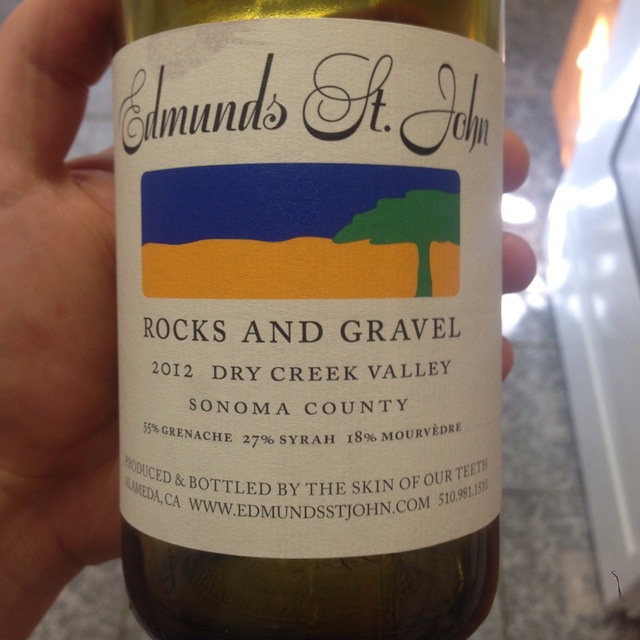 Edmunds St. John
ROCKS AND GRAVEL
2012 DRY CREEK VALLEY
SONOMA COUNTY
55% GRENACHE 27% SYRAH 18% MOURVÈDRE
PRODUCED & BOTTLED BY THE SKIN OF OUR TEETH
ALAMEDA, CA WWW.EDMUNDSSTJOHN.COM 510.981.1510